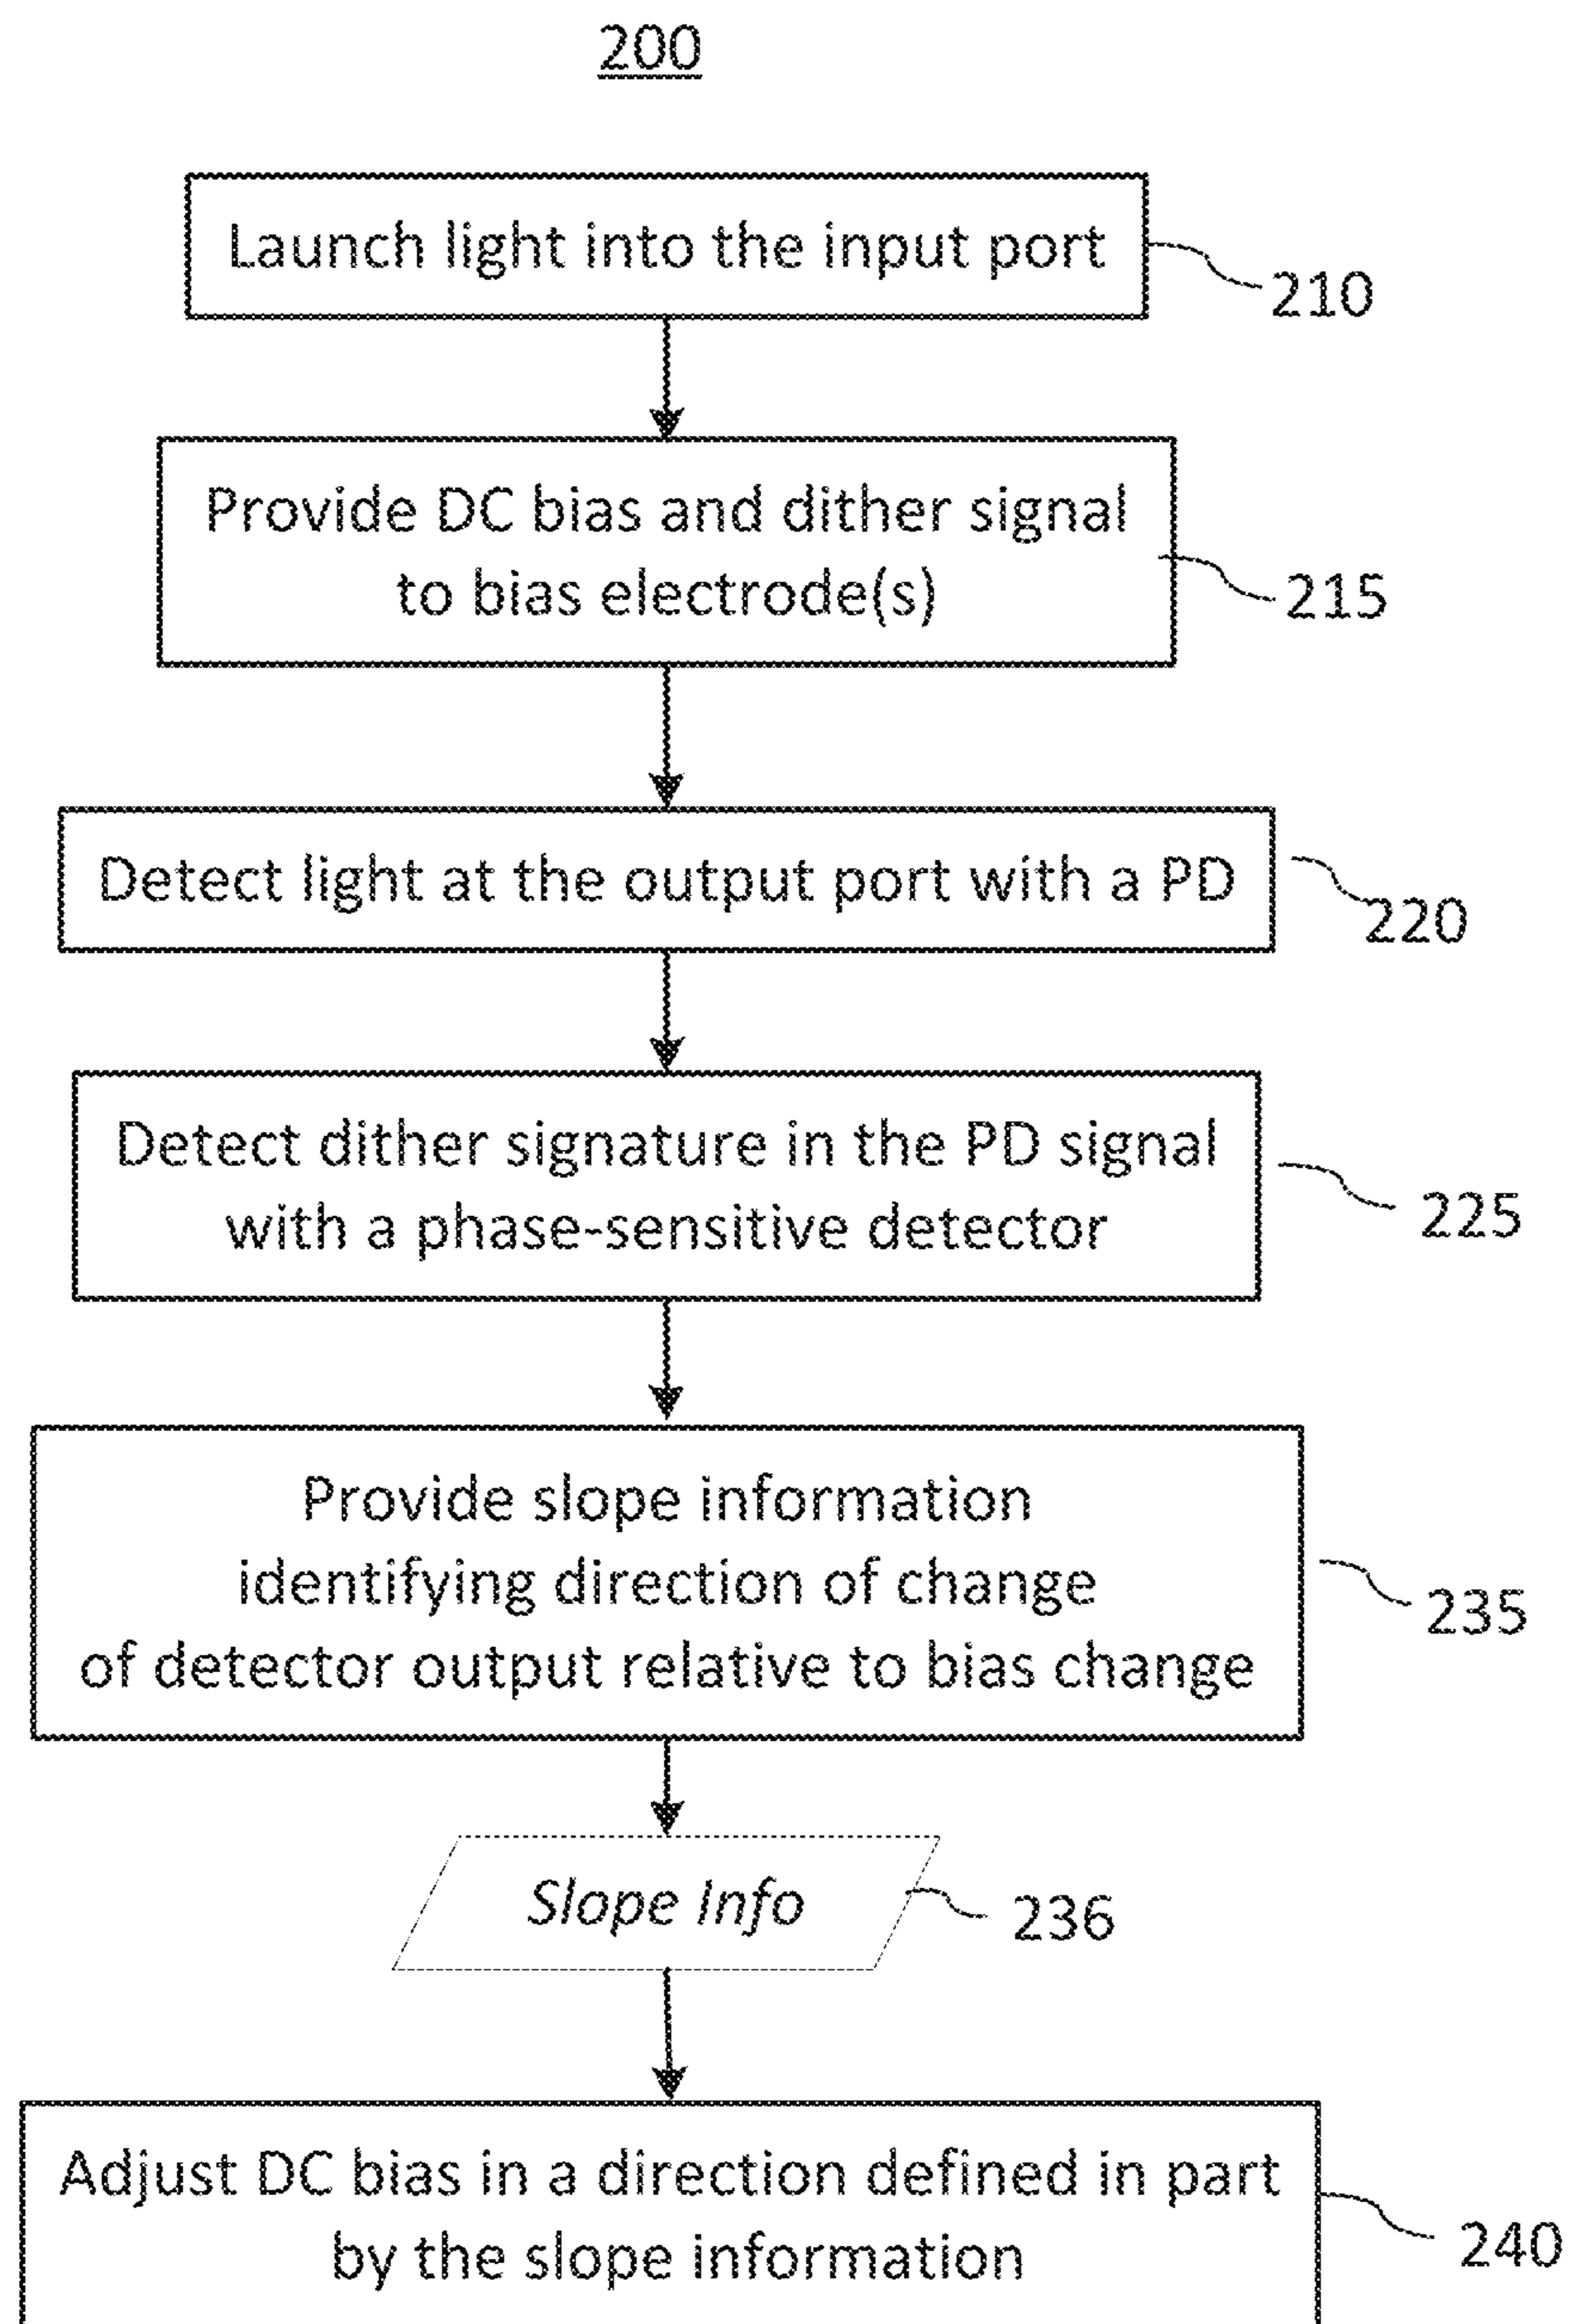 200
Launch light into the input port
210
Provide DC bias and dither signal
to bias electrode(s)
215
Detect light at the output port with a PD
220
Detect dither signature in the PD signal
with a phase-sensitive detector
225
Provide slope information
identifying direction of change
of detector output relative to bias change
235
Slope Info
236
Adjust DC bias in a direction defined in part
by the slope information
240